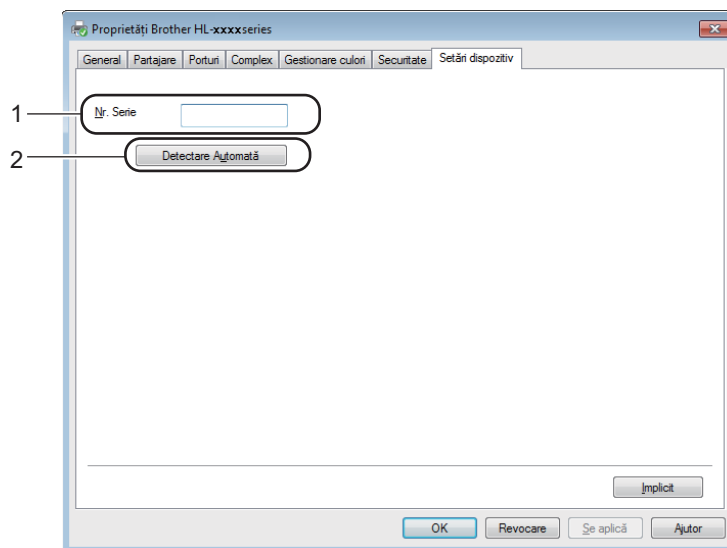 Proprietăți Brother HL-xxxxseries
General Partajare Porturi Complex Gestionare culori Securitate Setări dispozitiv
1
Nr. Serie
2
Detectare Automată
Implicit
OK Revocare Se aplică Ajutor